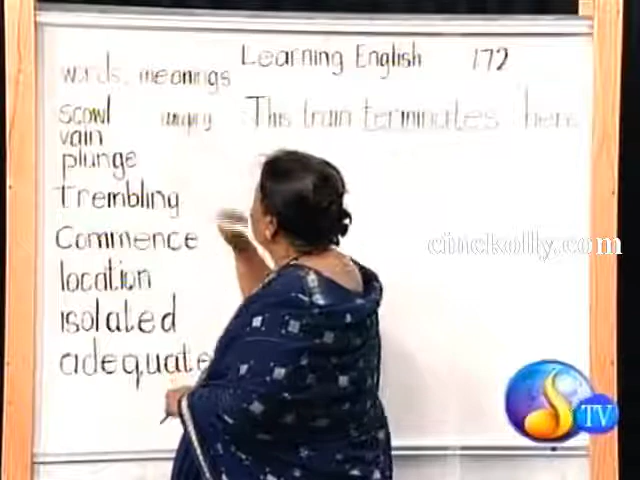 Learning English 172
words. meanings
scowl angry This train terminates here
vain
plunge
trembling
Commence
location
isolated
adequate
cinekolly.com
TV